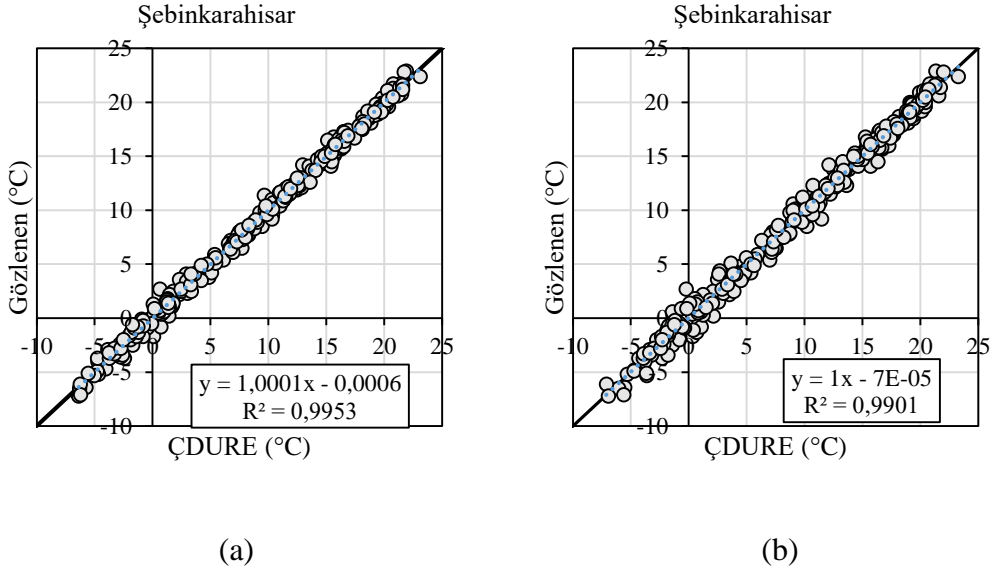 Şebinkarahisar
25
20
15
10
5
0
-5
-10
-10
-5
0
5
10
15
20
25
Gözlenen (°C)
ÇDURE (°C)
y = 1,0001x - 0,0006
R² = 0,9953
(a)
Şebinkarahisar
25
20
15
10
5
0
-5
-10
-10
-5
0
5
10
15
20
25
Gözlenen (°C)
ÇDURE (°C)
y = 1x - 7E-05
R² = 0,9901
(b)